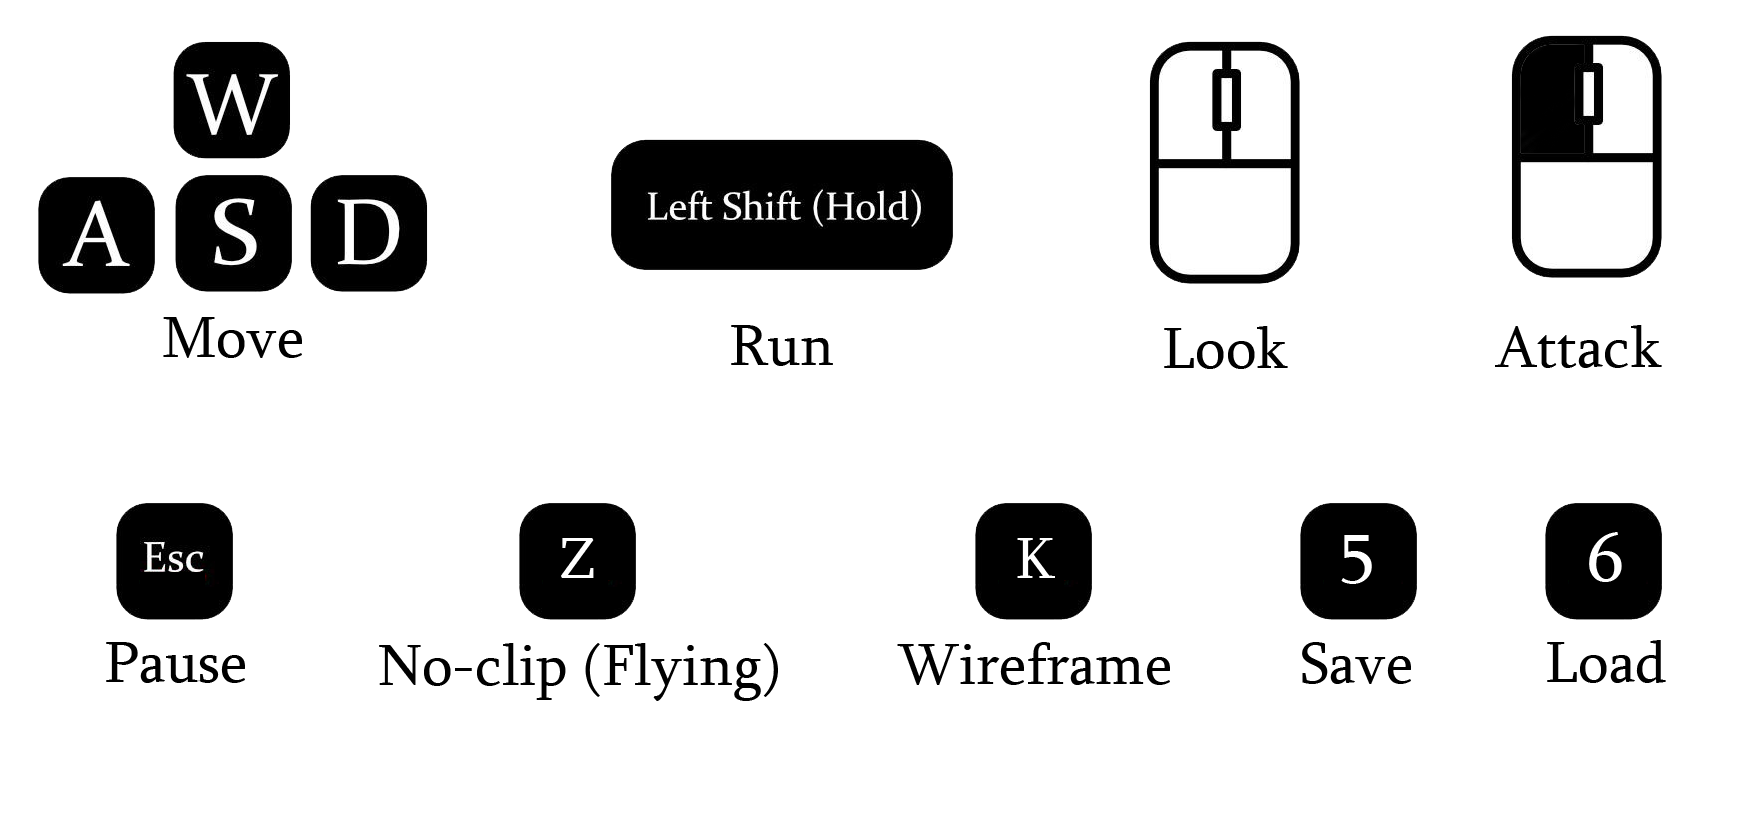 W
A S D
Move
Left Shift (Hold)
Run
Look
Attack
Esc
Pause
Z
No-clip (Flying)
K
Wireframe
5
Save
6
Load